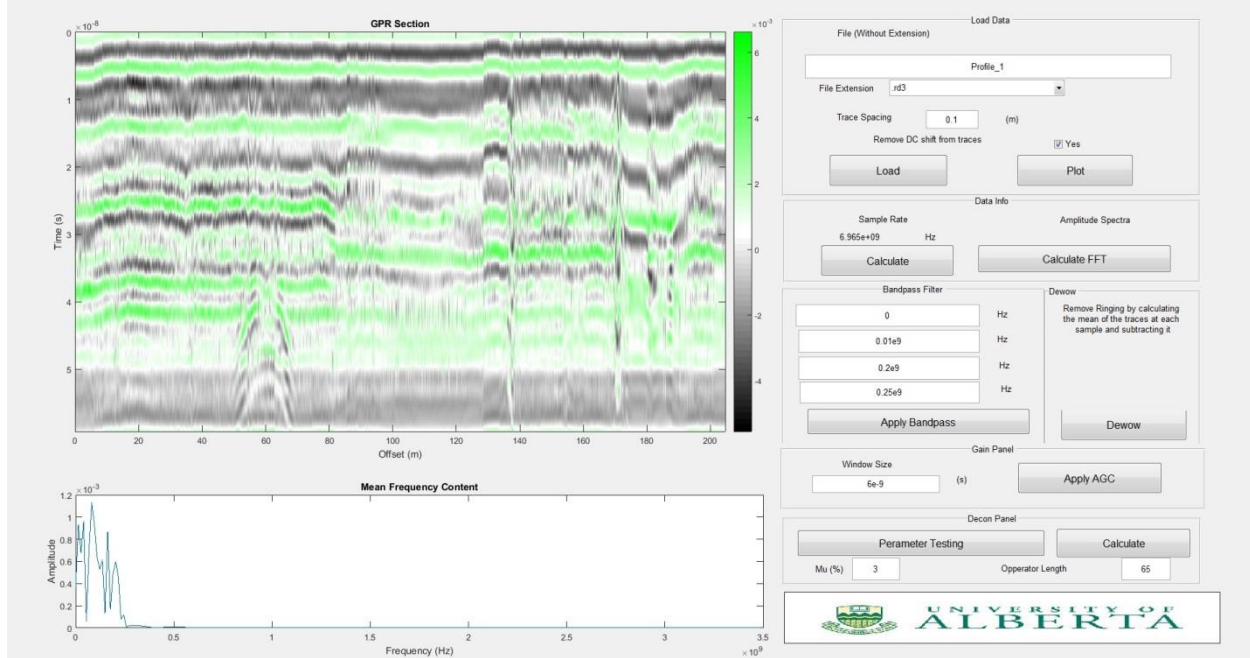 GPR Section
× 10⁻⁸
× 10⁻³
0
1
2
3
4
5
Time (s)
0 20 40 60 80 100 120 140 160 180 200
Offset (m)
6
4
2
0
-2
-4
Mean Frequency Content
× 10⁻³
1.2
1
0.8
0.6
0.4
0.2
0
Amplitude
0 0.5 1 1.5 2 2.5 3 3.5
Frequency (Hz)
× 10⁹
Load Data
File (Without Extension)
Profile_1
File Extension .rd3
Trace Spacing 0.1 (m)
Remove DC shift from traces Yes
Load Plot
Data Info
Sample Rate Amplitude Spectra
6.965e+09 Hz
Calculate Calculate FFT
Bandpass Filter
0 Hz
0.01e9 Hz
0.2e9 Hz
0.25e9 Hz
Apply Bandpass
Dewow
Remove Ringing by calculating
the mean of the traces at each
sample and subtracting it
Dewow
Gain Panel
Window Size
6e-9 (s)
Apply AGC
Decon Panel
Perameter Testing Calculate
Mu (%) 3 Opperator Length 65
UNIVERSITY OF
ALBERTA